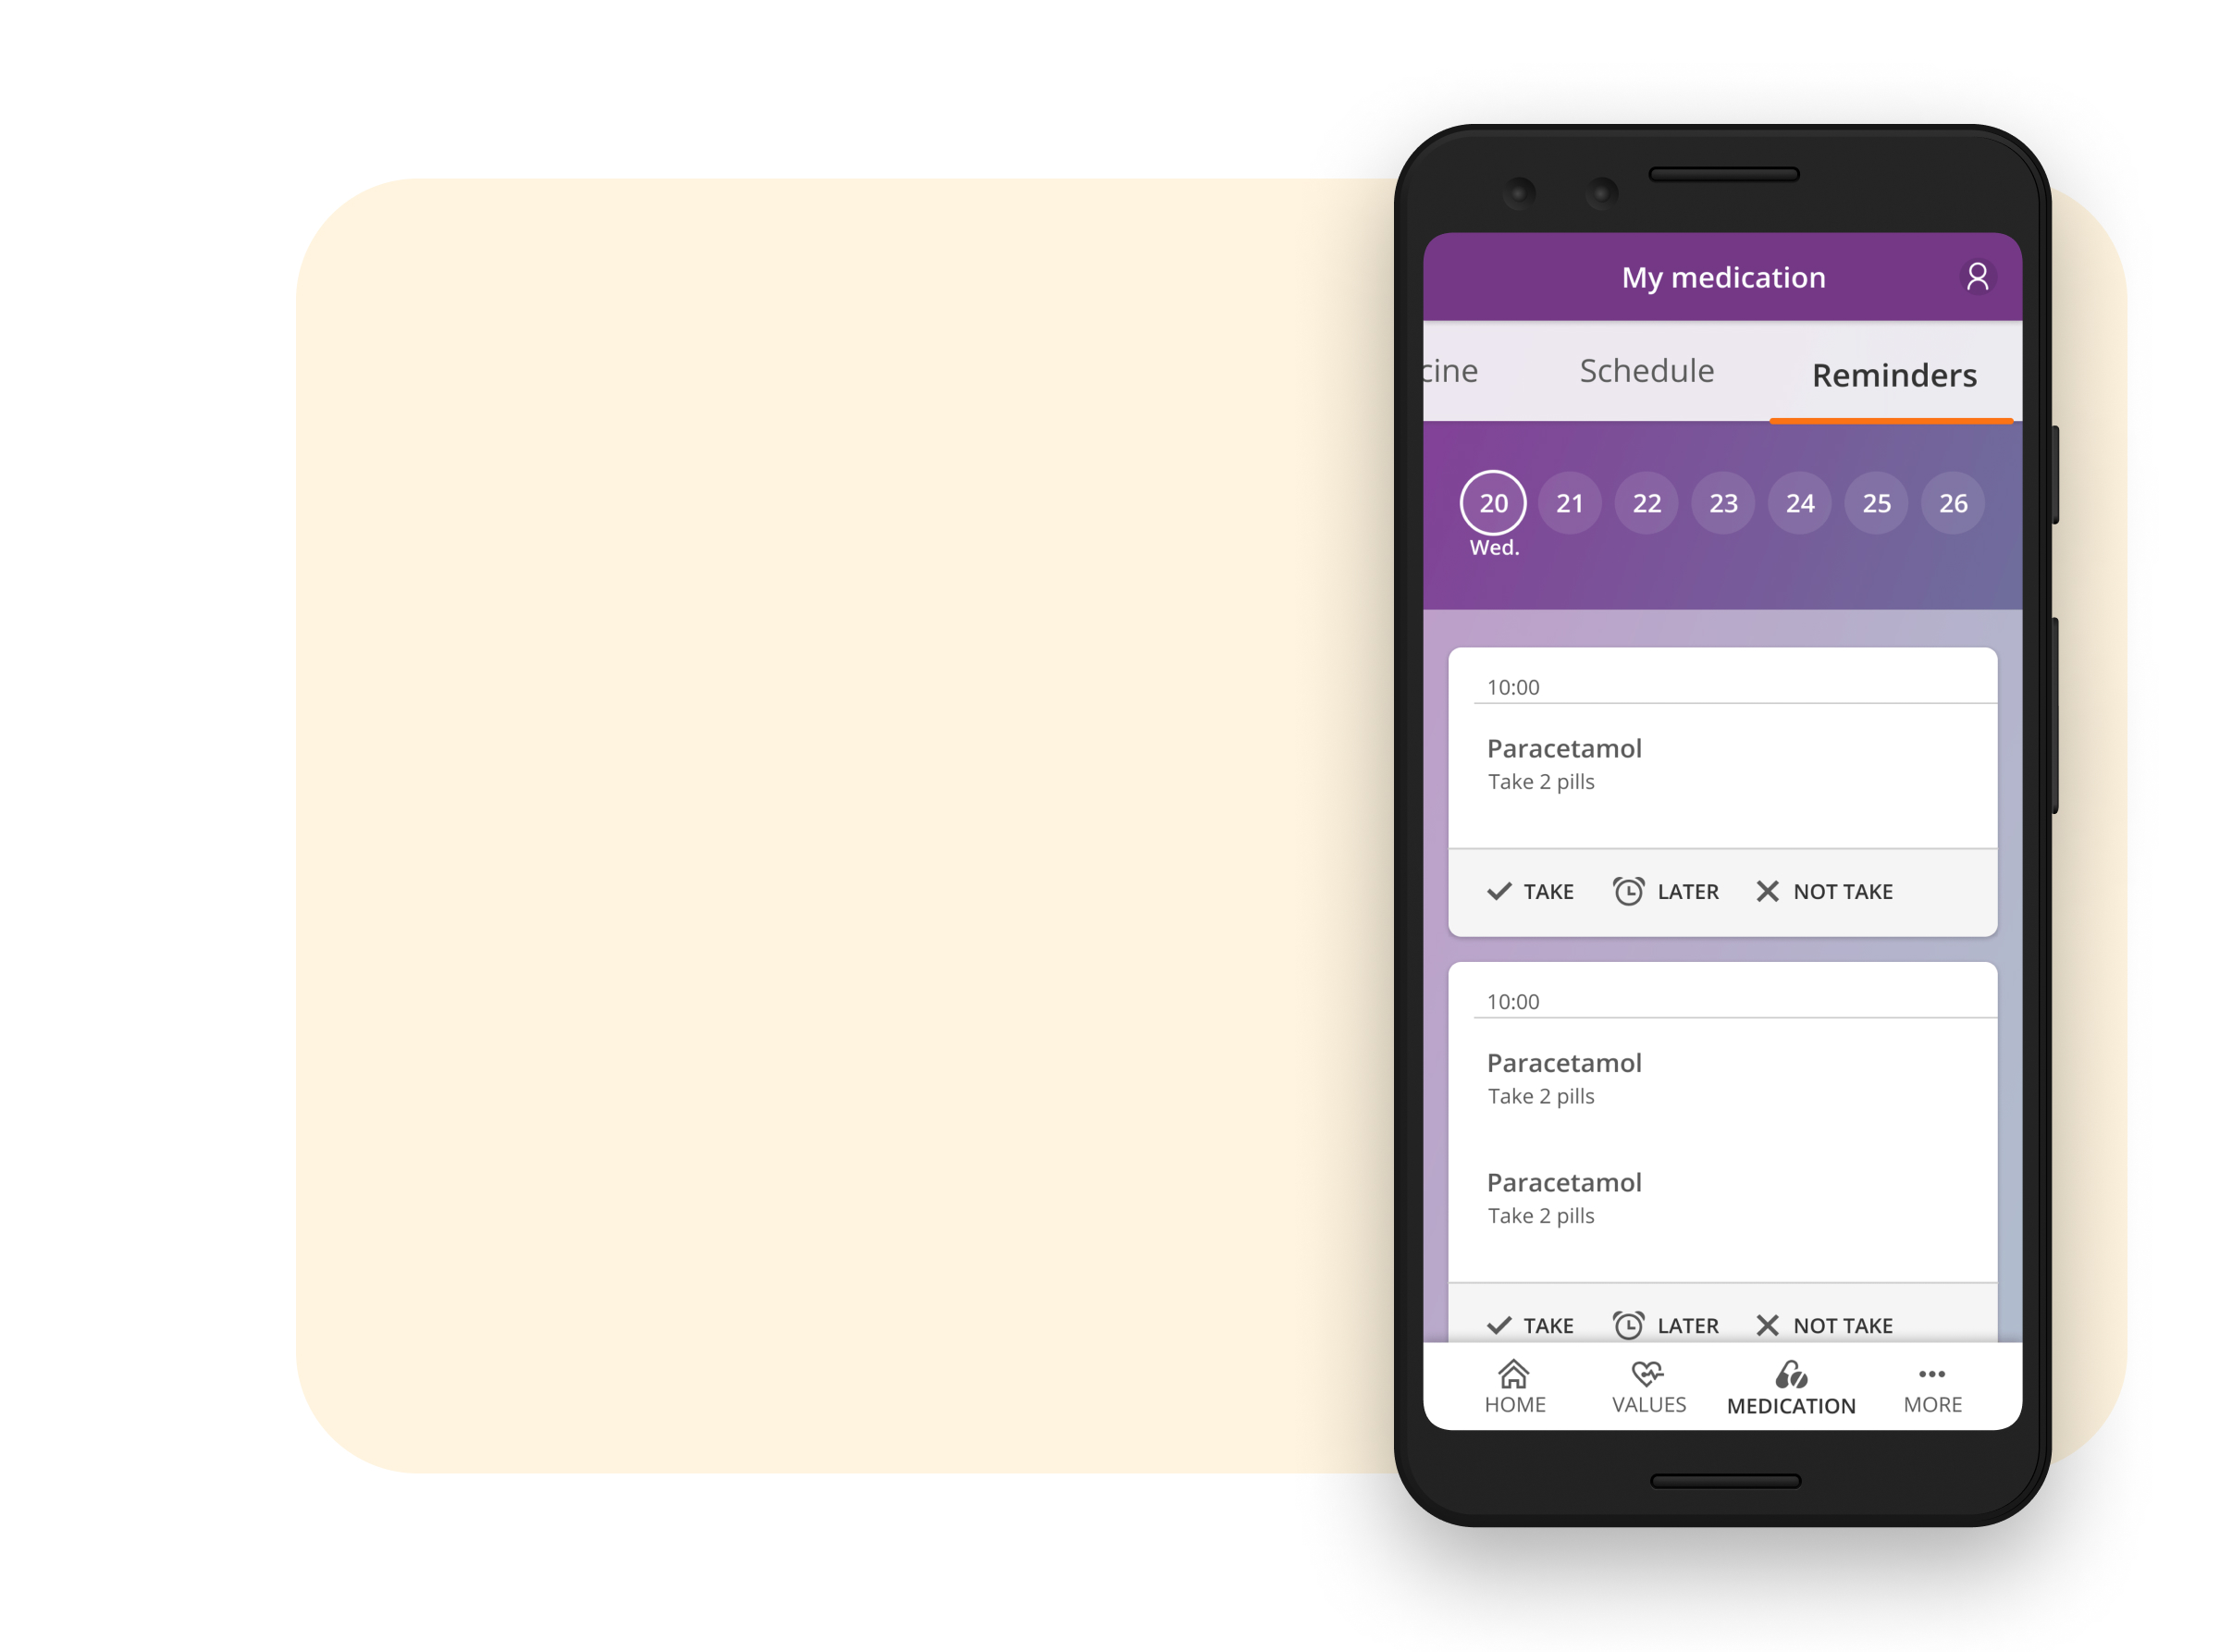 My medication
cine Schedule Reminders
20 21 22 23 24 25 26
Wed.
10:00
Paracetamol
Take 2 pills
TAKE LATER NOT TAKE
10:00
Paracetamol
Take 2 pills
Paracetamol
Take 2 pills
TAKE LATER NOT TAKE
HOME VALUES MEDICATION MORE